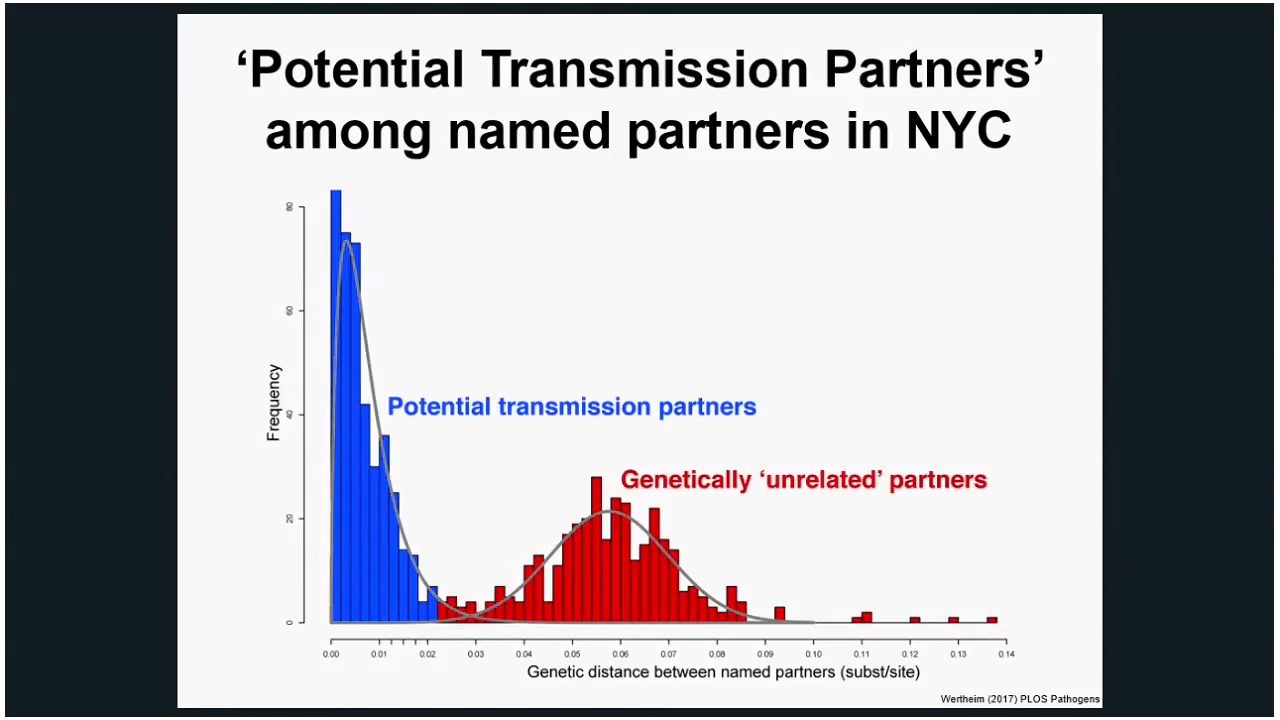 ‘Potential Transmission Partners’
among named partners in NYC
80
60
40
20
0
Frequency
Potential transmission partners
Genetically ‘unrelated’ partners
0.00 0.01 0.02 0.03 0.04 0.05 0.06 0.07 0.08 0.09 0.10 0.11 0.12 0.13 0.14
Genetic distance between named partners (subst/site)
Wertheim (2017) PLOS Pathogens